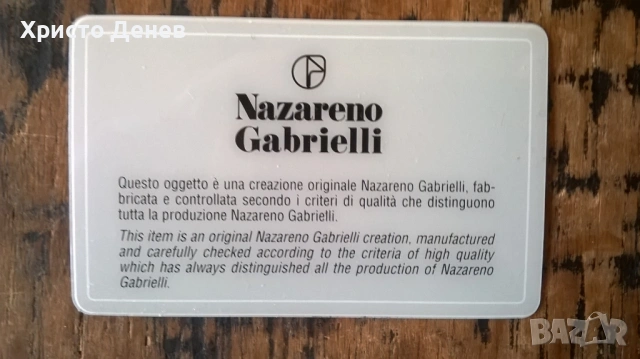 Христо Денев
Nazareno
Gabrielli
Questo oggetto è una creazione originale Nazareno Gabrielli, fab-
bricata e controllata secondo i criteri di qualità che distinguono
tutta la produzione Nazareno Gabrielli.
This item is an original Nazareno Gabrielli creation, manufactured
and carefully checked according to the criteria of high quality
which has always distinguished all the production of Nazareno
Gabrielli.
BAZAR